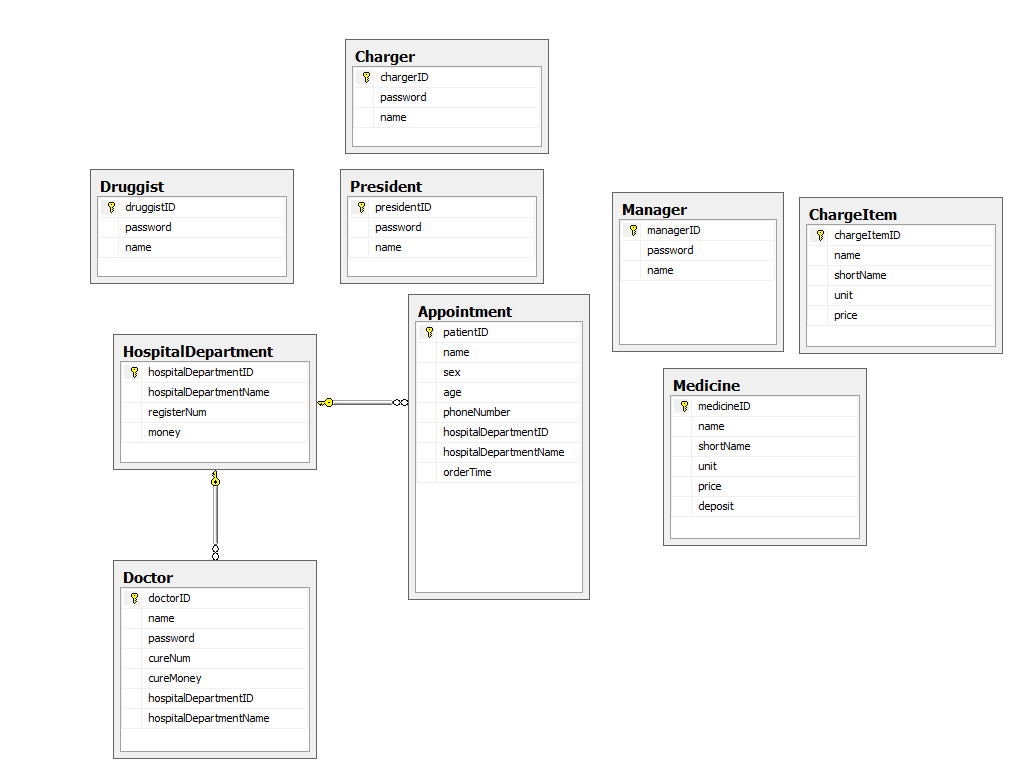 Charger
chargerID
password
name
Druggist
druggistID
password
name
President
presidentID
password
name
Manager
managerID
password
name
ChargeItem
chargeItemID
name
shortName
unit
price
HospitalDepartment
hospitalDepartmentID
hospitalDepartmentName
registerNum
money
Appointment
patientID
name
sex
age
phoneNumber
hospitalDepartmentID
hospitalDepartmentName
orderTime
Medicine
medicineID
name
shortName
unit
price
deposit
Doctor
doctorID
name
password
cureNum
cureMoney
hospitalDepartmentID
hospitalDepartmentName